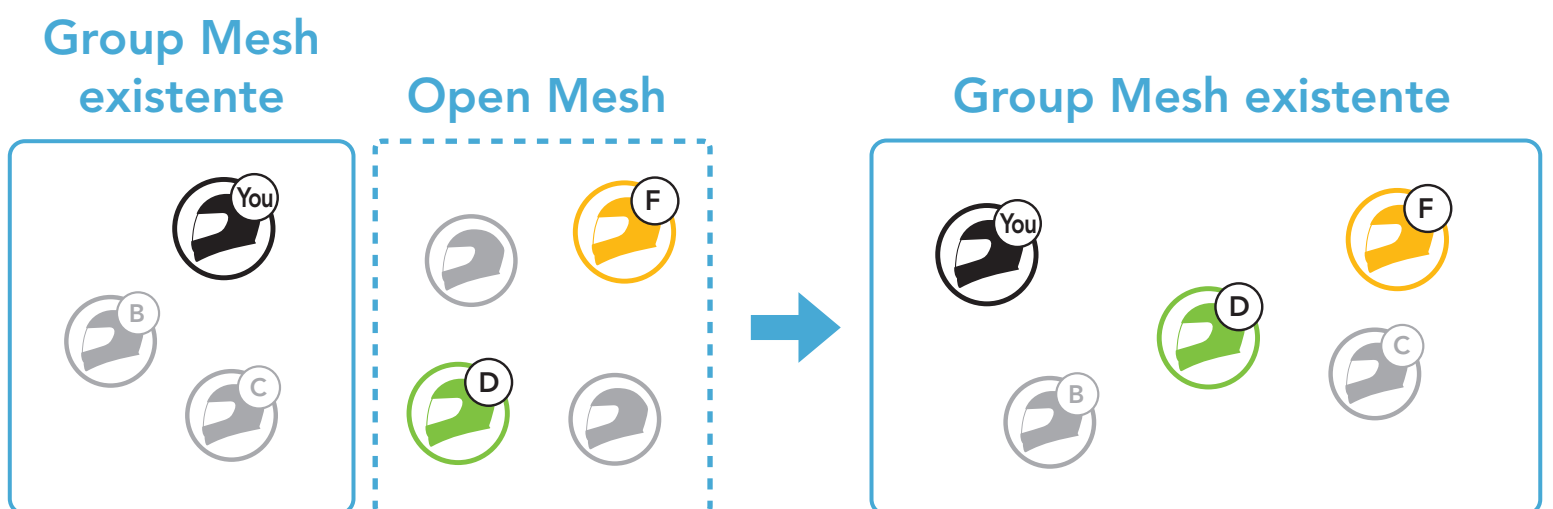 Group Mesh
existente
Open Mesh
Group Mesh existente
You
B
C
F
D
You
F
D
C
B